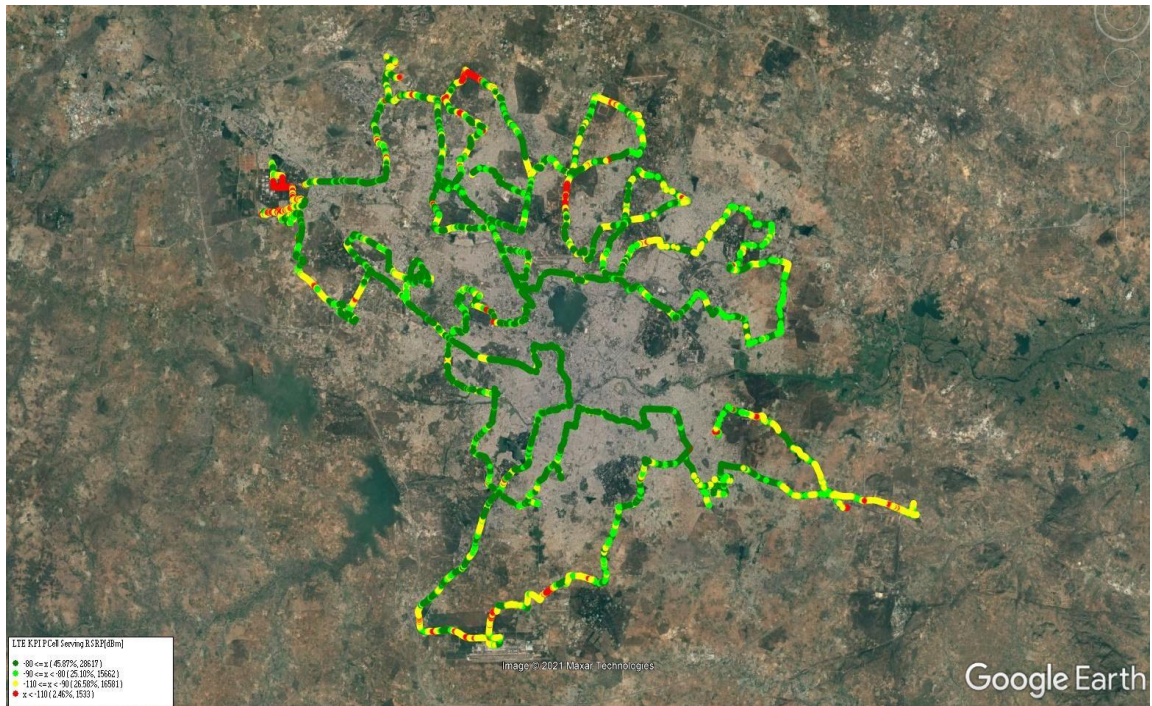 LTE KPI PCell Serving RSRP[dBm]
-80 <= x ( 45.87%, 28617)
-90 <= x < -80 ( 25.10%, 15662)
-110 <= x < -90 ( 26.58%, 16581)
x < -110 ( 2.46%, 1533)
Image © 2021 Maxar Technologies
Google Earth